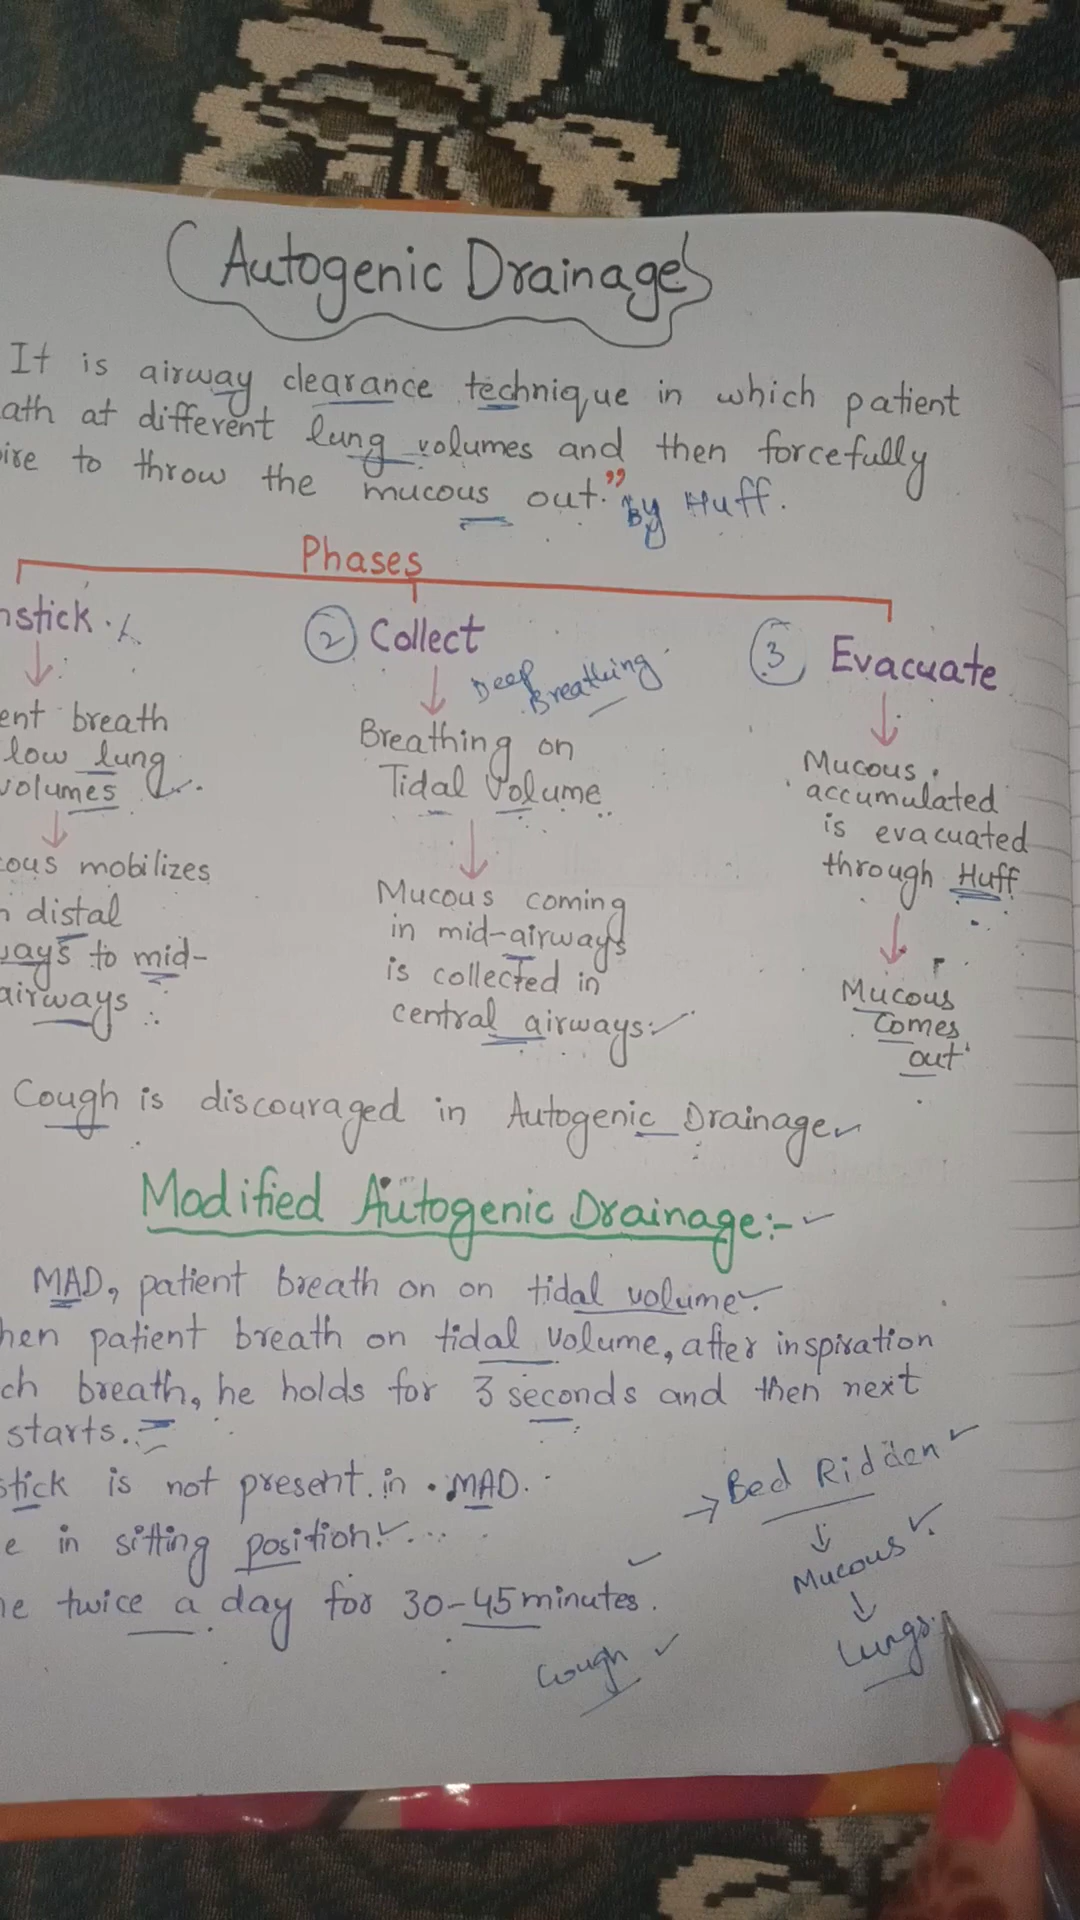 Autogenic Drainage
It is airway clearance technique in which patient
ath at different lung volumes and then forcefully
ire to throw the mucous out." By Huff.
Phases
nstick.
ent breath
low lung
volumes
ous mobilizes
distal
ways to mid-
airways
2 Collect
Deep
Breathing
Breathing on
Tidal Volume
Mucous coming
in mid-airways
is collected in
central airways.
3 Evacuate
Mucous
accumulated
is evacuated
through Huff
Mucous
comes
out
Cough is discouraged in Autogenic Drainage
Modified Autogenic Drainage:-
MAD, patient breath on on tidal volume.
hen patient breath on tidal volume, after inspiration
ch breath, he holds for 3 seconds and then next
starts.
stick is not present in MAD.
e in sitting position.
ne twice a day for 30-45 minutes.
Cough
→ Bed Ridden
Mucous
Lungs